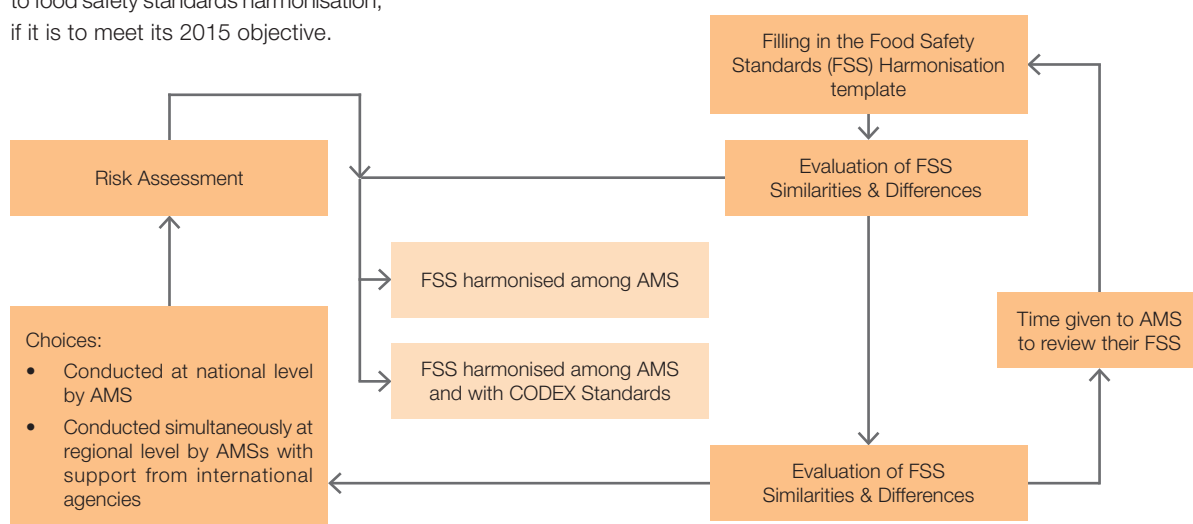 to food safety standards harmonisation,
if it is to meet its 2015 objective.
Filling in the Food Safety
Standards (FSS) Harmonisation
template
Risk Assessment
Evaluation of FSS
Similarities & Differences
FSS harmonised among AMS
FSS harmonised among AMS
and with CODEX Standards
Time given to AMS
to review their FSS
Choices:
• Conducted at national level
by AMS
• Conducted simultaneously at
regional level by AMSs with
support from international
agencies
Evaluation of FSS
Similarities & Differences